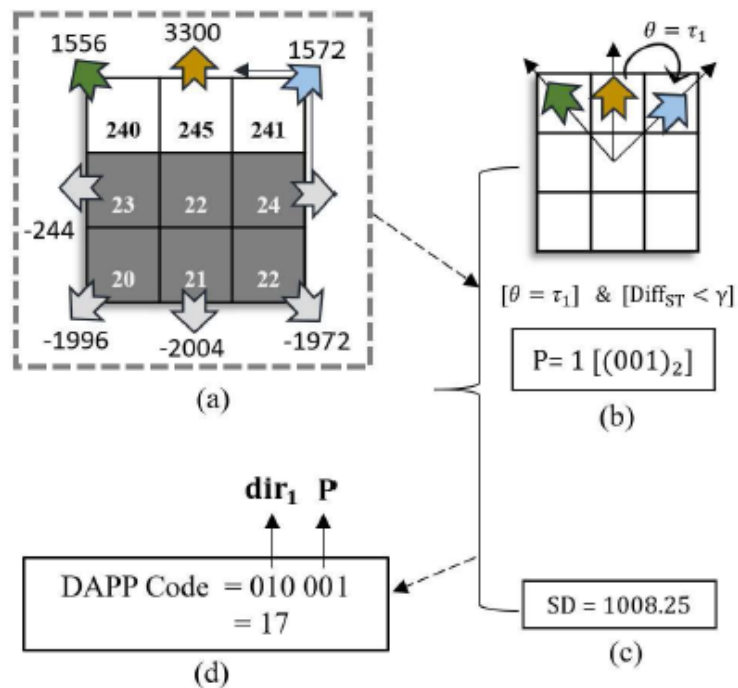 1556 3300 1572
240 245 241
23 22 24
-244
20 21 22
-1996 -2004 -1972
(a)
θ = τ₁
[θ = τ₁] & [Diff_ST < γ]
P= 1 [(001)₂]
(b)
dir₁ P
DAPP Code = 010 001
= 17
(d)
SD = 1008.25
(c)